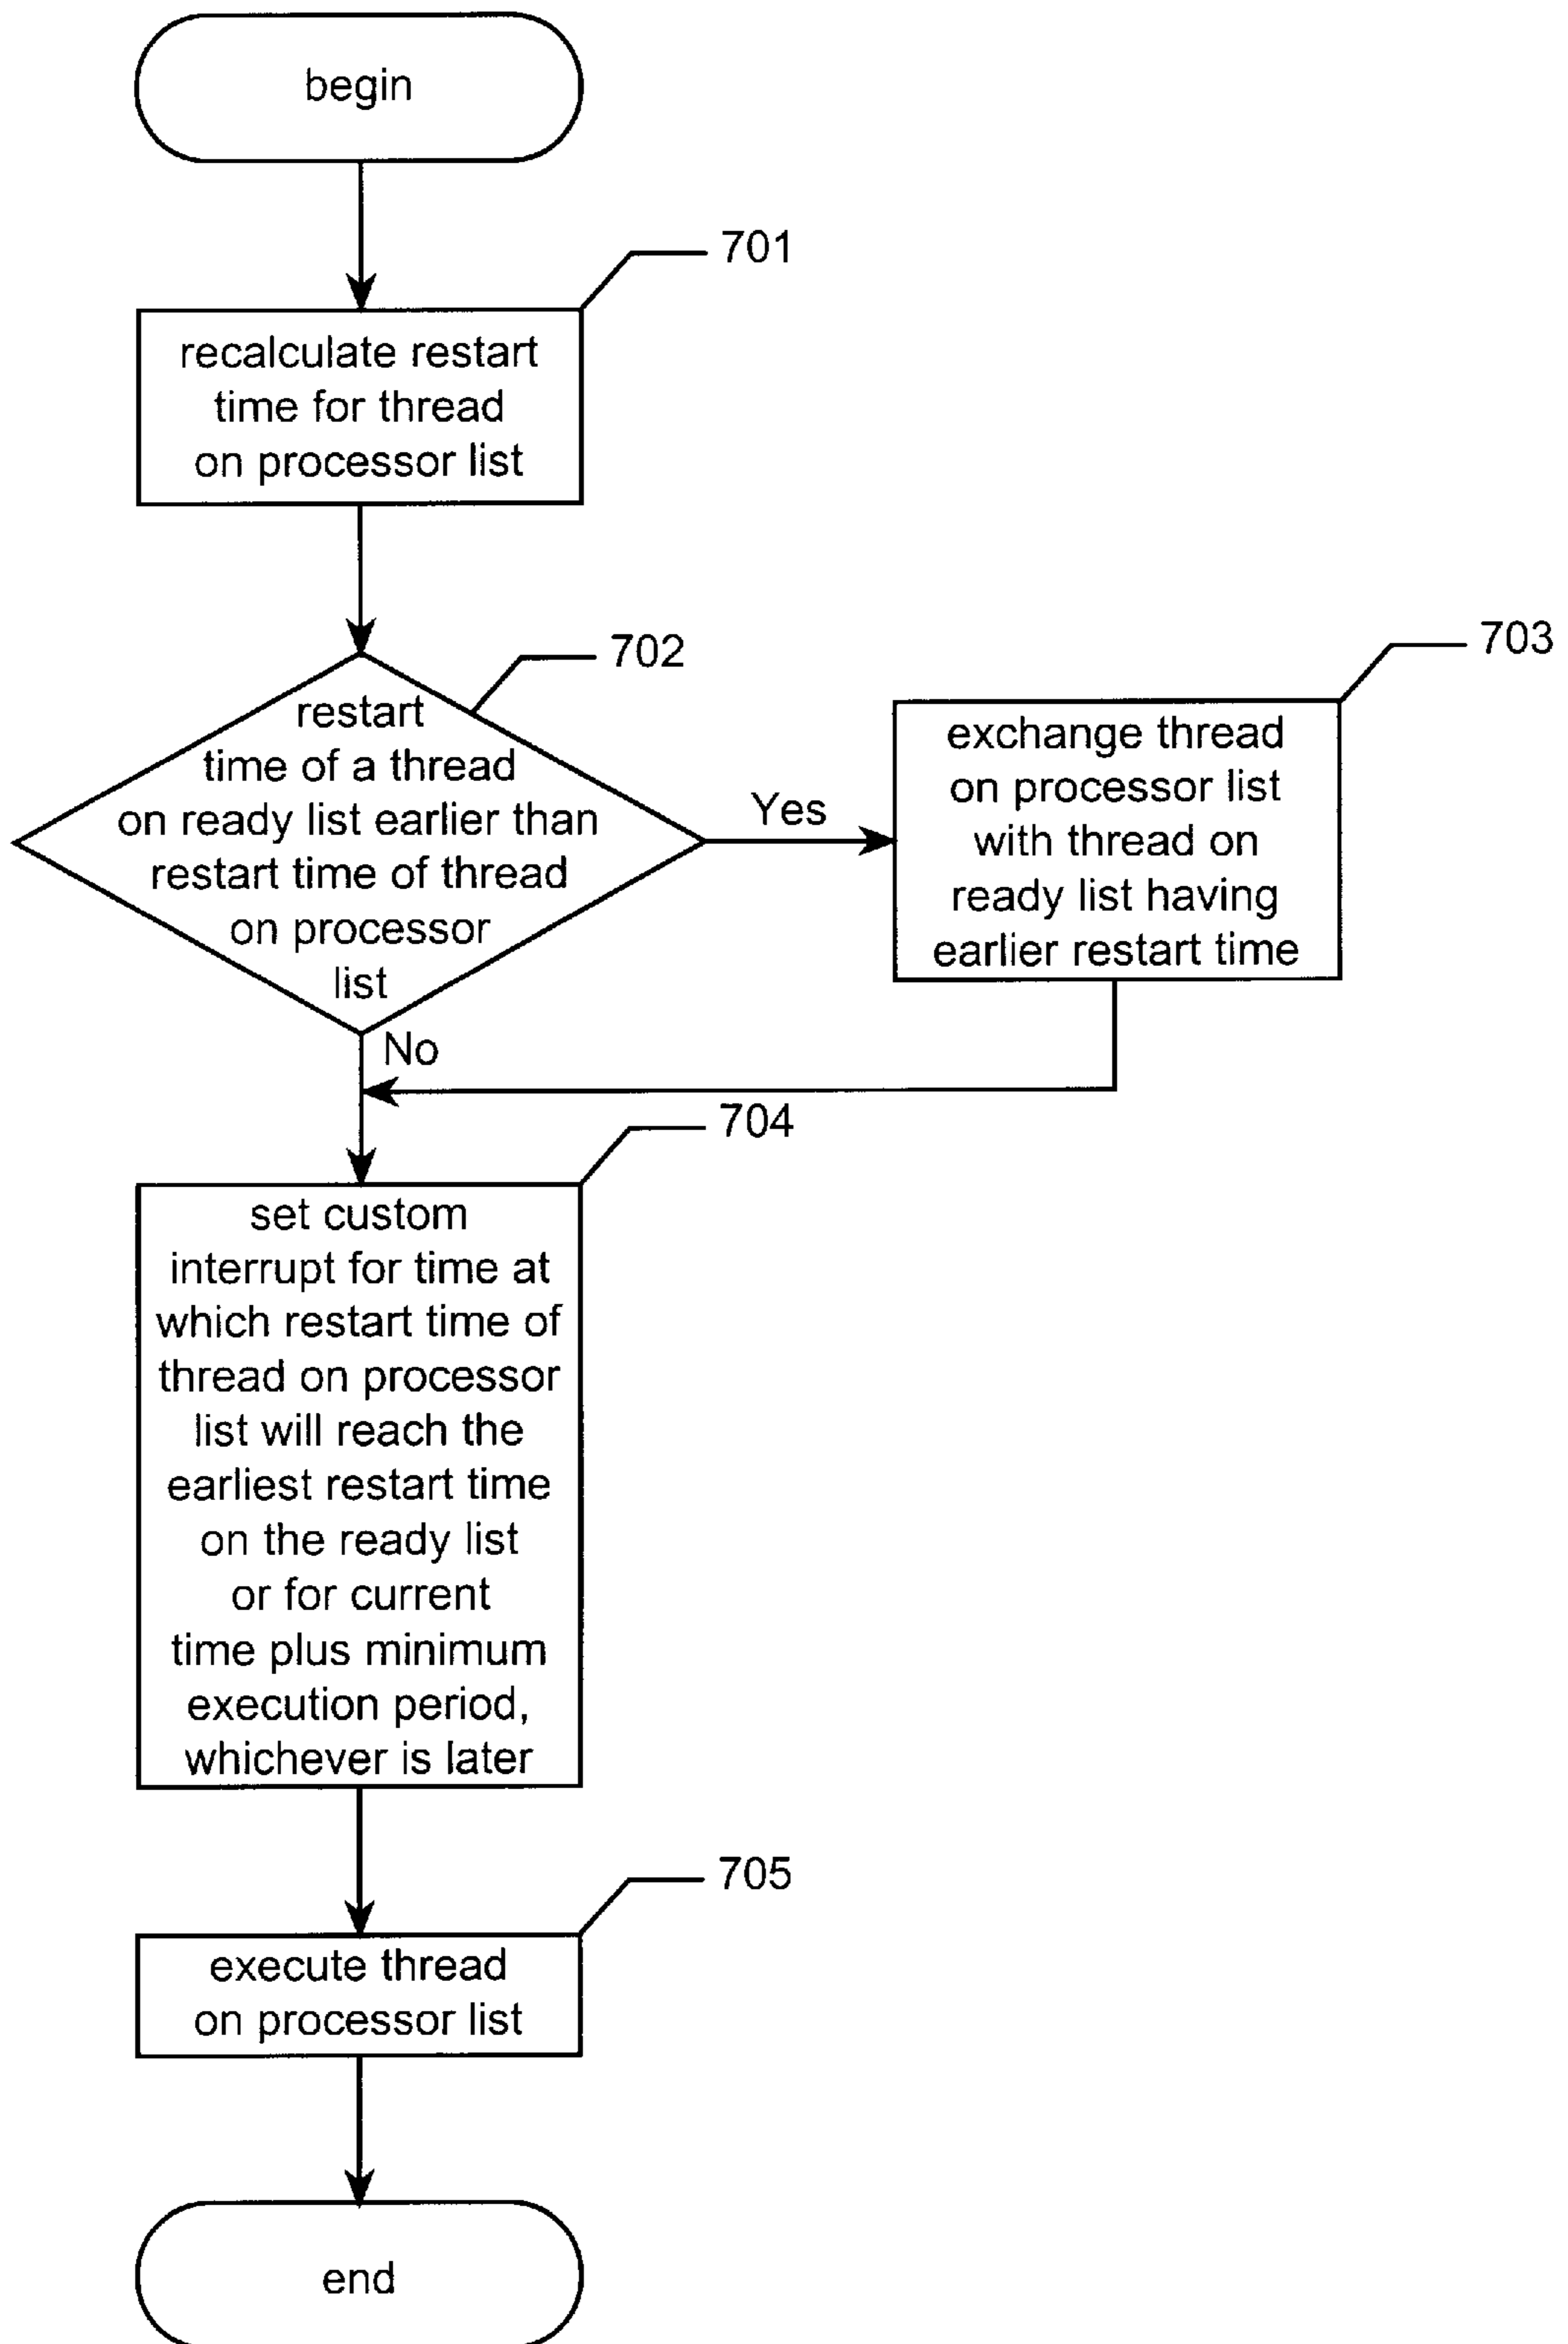 begin
701
recalculate restart
time for thread
on processor list
702
restart
time of a thread
on ready list earlier than
restart time of thread
on processor
list
Yes
No
703
exchange thread
on processor list
with thread on
ready list having
earlier restart time
704
set custom
interrupt for time at
which restart time of
thread on processor
list will reach the
earliest restart time
on the ready list
or for current
time plus minimum
execution period,
whichever is later
705
execute thread
on processor list
end